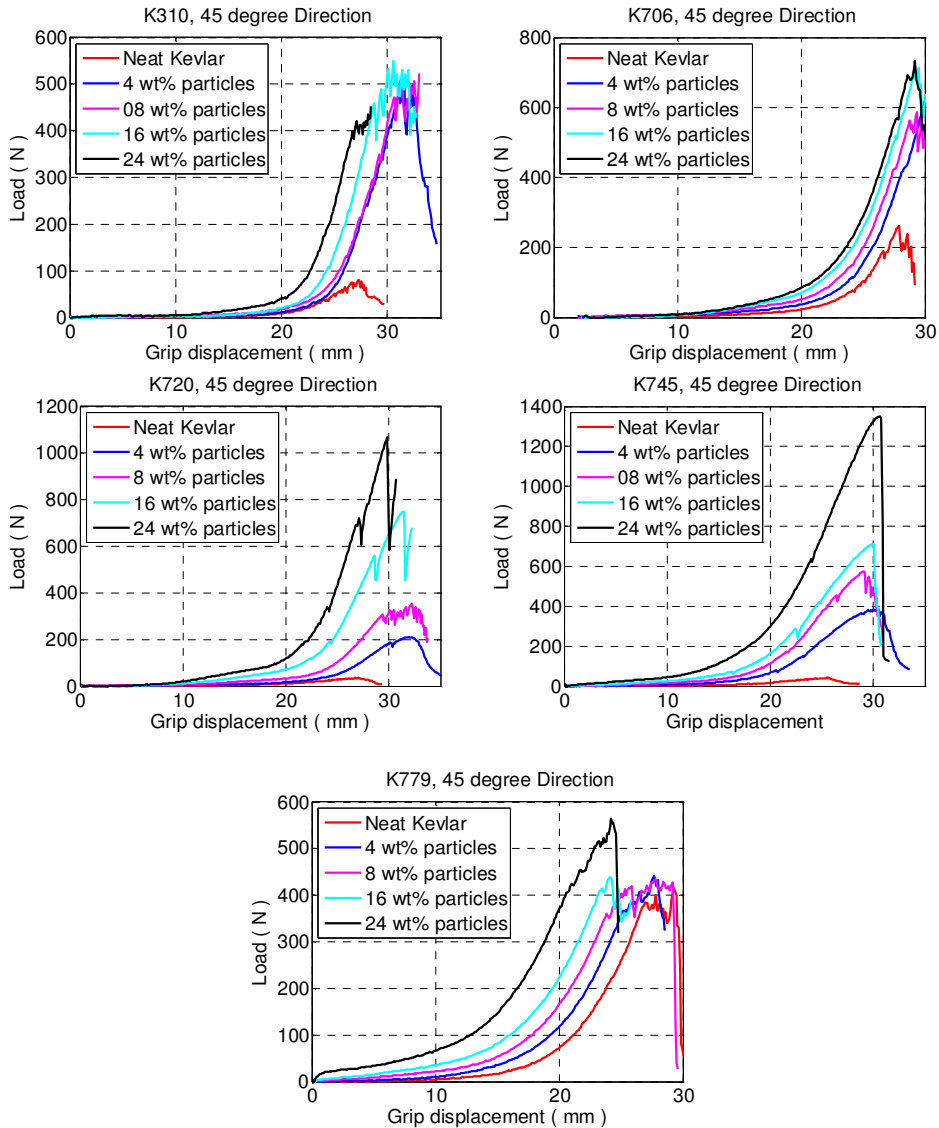 K310, 45 degree Direction
600
500
400
300
200
100
0
Load ( N )
Neat Kevlar
4 wt% particles
08 wt% particles
16 wt% particles
24 wt% particles
0 10 20 30
Grip displacement ( mm )
K706, 45 degree Direction
800
600
400
200
0
Load ( N )
Neat Kevlar
4 wt% particles
8 wt% particles
16 wt% particles
24 wt% particles
0 10 20 30
Grip displacement ( mm )
K720, 45 degree Direction
1200
1000
800
600
400
200
0
Load ( N )
Neat Kevlar
4 wt% particles
8 wt% particles
16 wt% particles
24 wt% particles
0 10 20 30
Grip displacement ( mm )
K745, 45 degree Direction
1400
1200
1000
800
600
400
200
0
Load ( N )
Neat Kevlar
4 wt% particles
08 wt% particles
16 wt% particles
24 wt% particles
0 10 20 30
Grip displacement
K779, 45 degree Direction
600
500
400
300
200
100
0
Load ( N )
Neat Kevlar
4 wt% particles
8 wt% particles
16 wt% particles
24 wt% particles
0 10 20 30
Grip displacement ( mm )